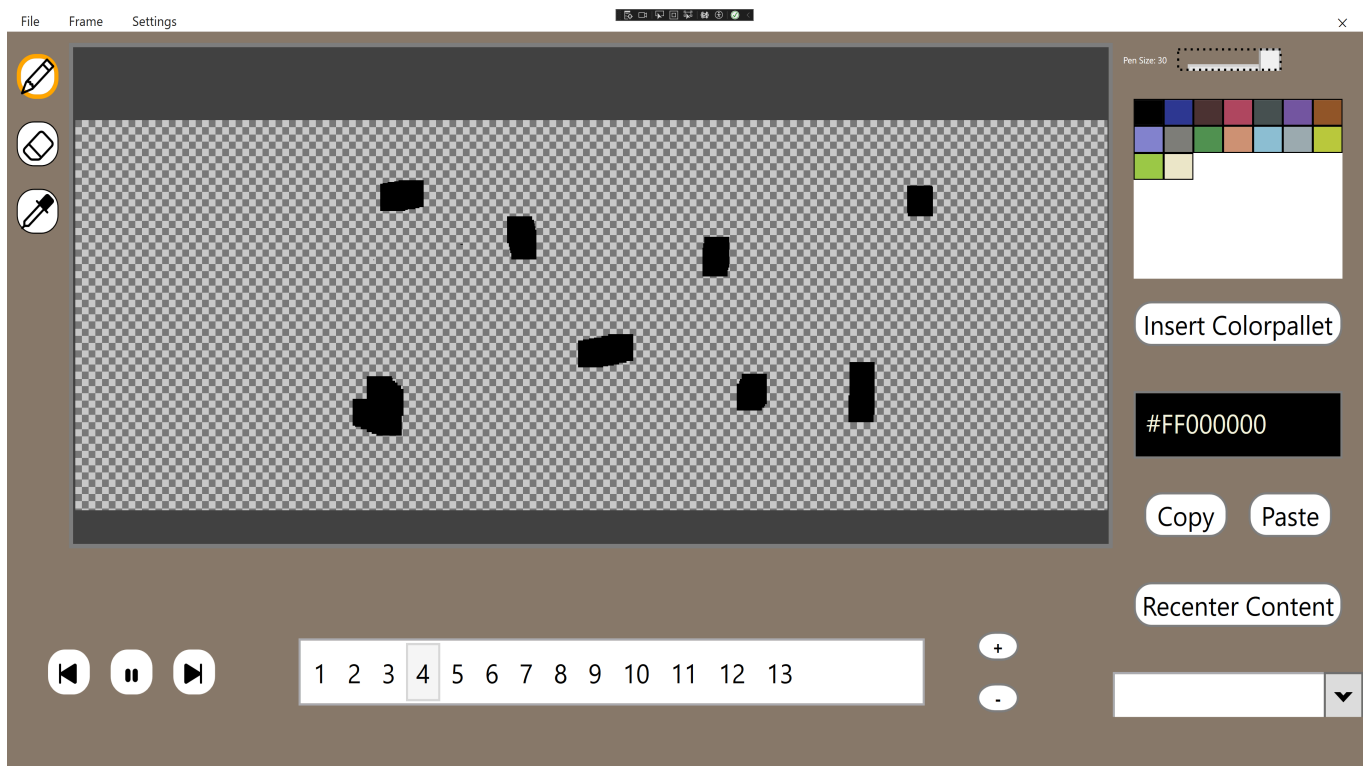 File Frame Settings
Pen Size: 30
Insert Colorpallet
#FF000000
Copy Paste
Recenter Content
1 2 3 4 5 6 7 8 9 10 11 12 13
+
-